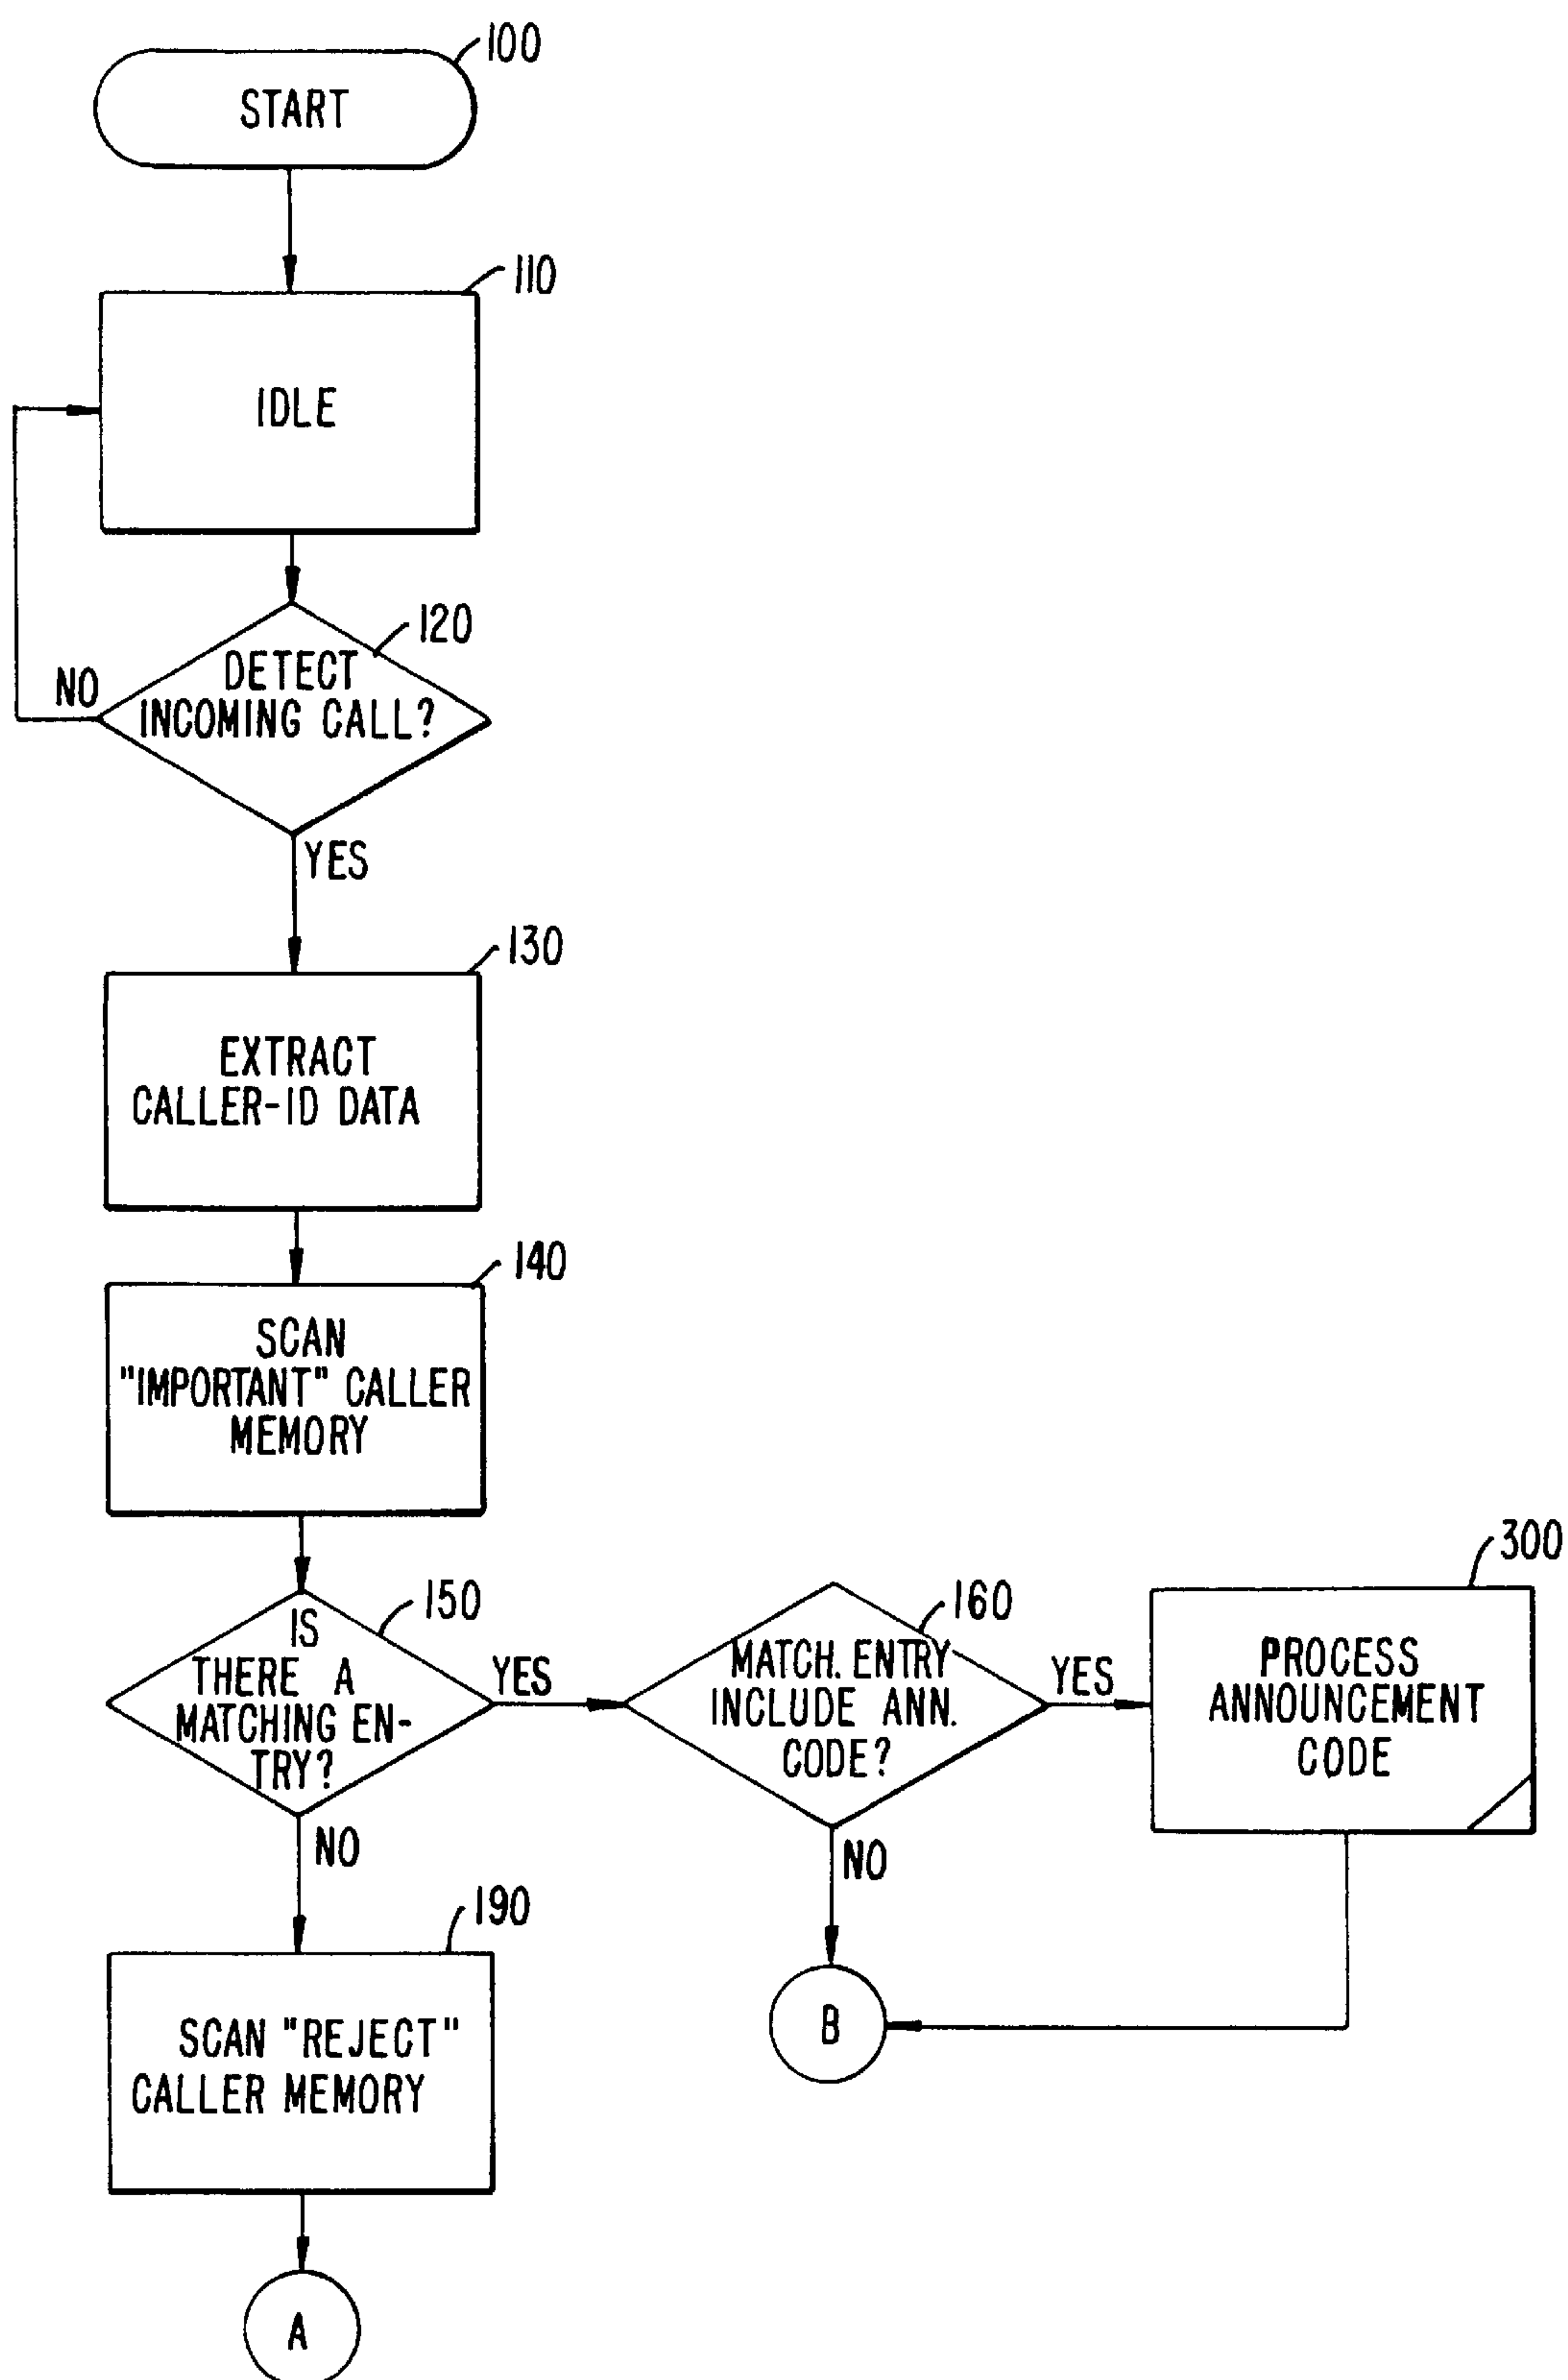 100
START
110
IDLE
120
DETECT
INCOMING CALL?
NO
YES
130
EXTRACT
CALLER-ID DATA
140
SCAN
"IMPORTANT" CALLER
MEMORY
150
IS
THERE A
MATCHING EN-
TRY?
YES
NO
160
MATCH. ENTRY
INCLUDE ANN.
CODE?
YES
NO
300
PROCESS
ANNOUNCEMENT
CODE
190
SCAN "REJECT"
CALLER MEMORY
B
A